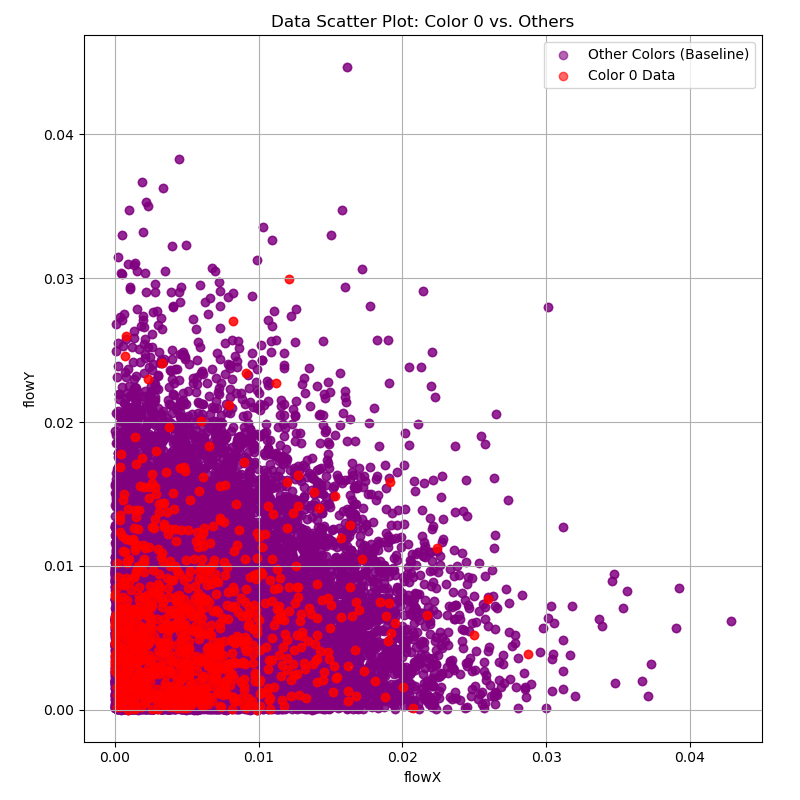 Data Scatter Plot: Color 0 vs. Others
Other Colors (Baseline)
Color 0 Data
flowY
0.04
0.03
0.02
0.01
0.00
0.00 0.01 0.02 0.03 0.04
flowX